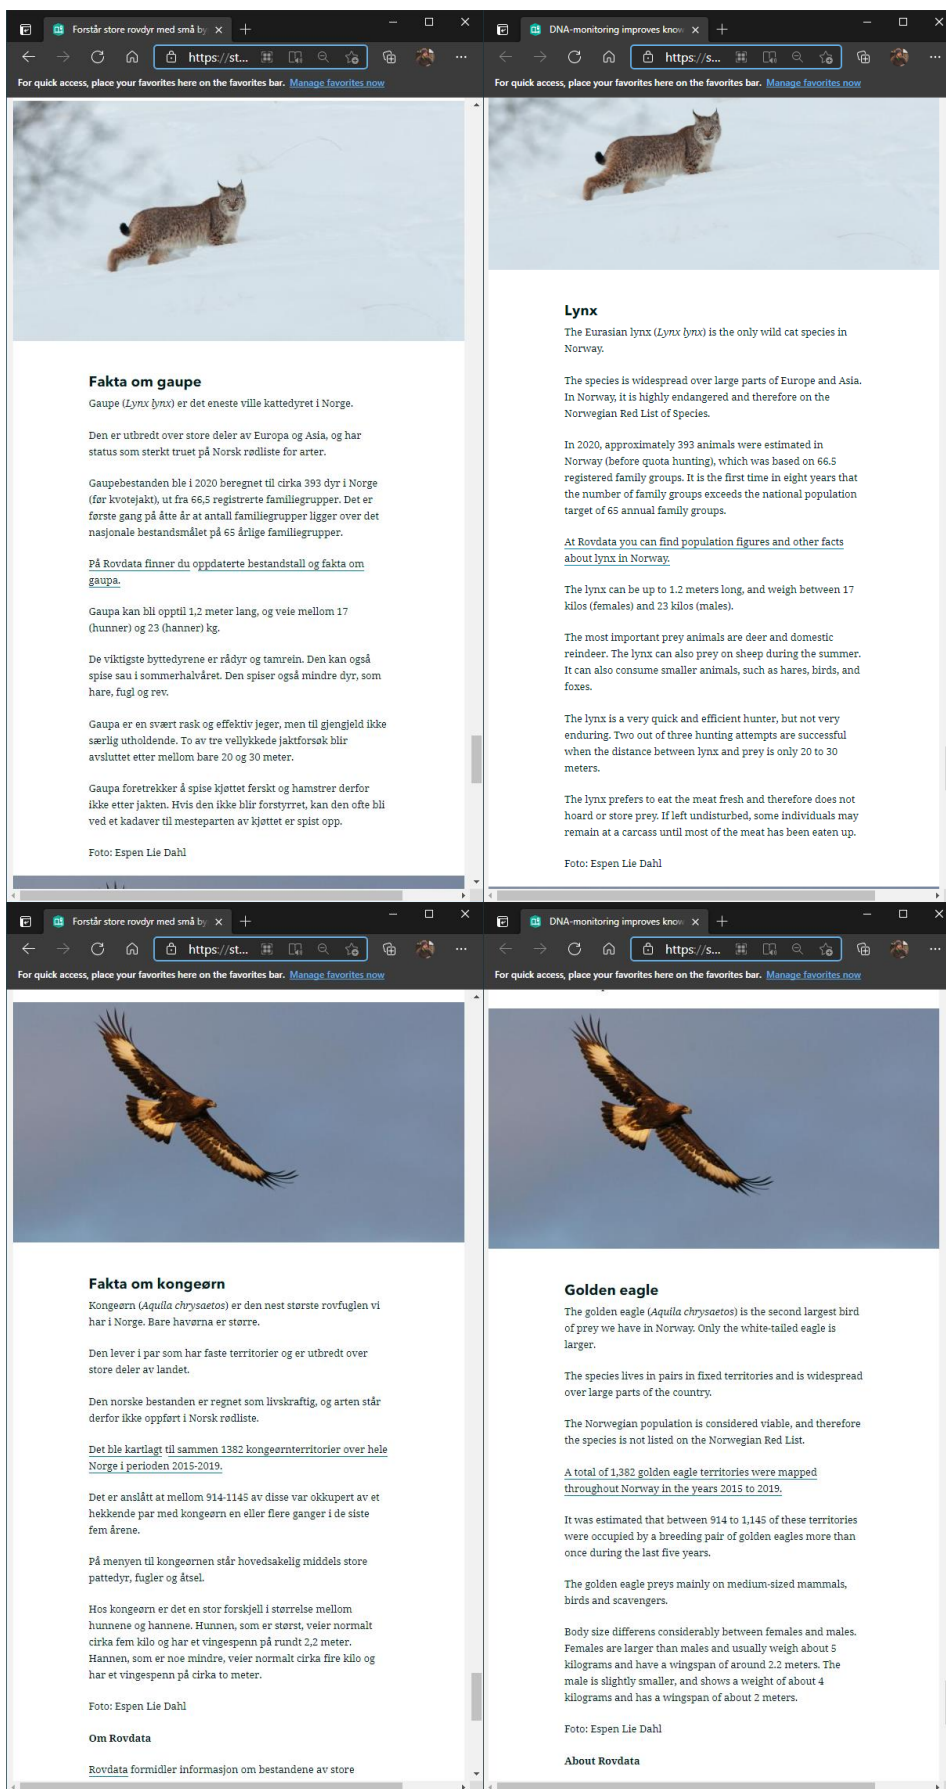 Forstår store rovdyr med små by
https://st...
For quick access, place your favorites here on the favorites bar. Manage favorites now
Fakta om gaupe
Gaupe (Lynx lynx) er det eneste ville kattedyret i Norge.
Den er utbredt over store deler av Europa og Asia, og har
status som sterkt truet på Norsk rødliste for arter.
Gaupebestanden ble i 2020 beregnet til cirka 393 dyr i Norge
(før kvotejakt), ut fra 66,5 registrerte familiegrupper. Det er
første gang på åtte år at antall familiegrupper ligger over det
nasjonale bestandsmålet på 65 årlige familiegrupper.
På Rovdata finner du oppdaterte bestandstall og fakta om
gaupa.
Gaupa kan bli opptil 1,2 meter lang, og veie mellom 17
(hunner) og 23 (hanner) kg.
De viktigste byttedyrene er rådyr og tamrein. Den kan også
spise sau i sommerhalvåret. Den spiser også mindre dyr, som
hare, fugl og rev.
Gaupa er en svært rask og effektiv jeger, men til gjengjeld ikke
særlig utholdende. To av tre vellykkede jaktforsøk blir
avsluttet etter mellom bare 20 og 30 meter.
Gaupa foretrekker å spise kjøttet ferskt og hamstrer derfor
ikke etter jakten. Hvis den ikke blir forstyrret, kan den ofte bli
ved et kadaver til mesteparten av kjøttet er spist opp.
Foto: Espen Lie Dahl
DNA-monitoring improves know
https://s...
For quick access, place your favorites here on the favorites bar. Manage favorites now
Lynx
The Eurasian lynx (Lynx lynx) is the only wild cat species in
Norway.
The species is widespread over large parts of Europe and Asia.
In Norway, it is highly endangered and therefore on the
Norwegian Red List of Species.
In 2020, approximately 393 animals were estimated in
Norway (before quota hunting), which was based on 66.5
registered family groups. It is the first time in eight years that
the number of family groups exceeds the national population
target of 65 annual family groups.
At Rovdata you can find population figures and other facts
about lynx in Norway.
The lynx can be up to 1.2 meters long, and weigh between 17
kilos (females) and 23 kilos (males).
The most important prey animals are deer and domestic
reindeer. The lynx can also prey on sheep during the summer.
It can also consume smaller animals, such as hares, birds, and
foxes.
The lynx is a very quick and efficient hunter, but not very
enduring. Two out of three hunting attempts are successful
when the distance between lynx and prey is only 20 to 30
meters.
The lynx prefers to eat the meat fresh and therefore does not
hoard or store prey. If left undisturbed, some individuals may
remain at a carcass until most of the meat has been eaten up.
Foto: Espen Lie Dahl
Forstår store rovdyr med små by
https://st...
For quick access, place your favorites here on the favorites bar. Manage favorites now
Fakta om kongeørn
Kongeørn (Aquila chrysaetos) er den nest største rovfuglen vi
har i Norge. Bare havørna er større.
Den lever i par som har faste territorier og er utbredt over
store deler av landet.
Den norske bestanden er regnet som livskraftig, og arten står
derfor ikke oppført i Norsk rødliste.
Det ble kartlagt til sammen 1382 kongeørnterritorier over hele
Norge i perioden 2015-2019.
Det er anslått at mellom 914-1145 av disse var okkupert av et
hekkende par med kongeørn en eller flere ganger i de siste
fem årene.
På menyen til kongeørnen står hovedsakelig middels store
pattedyr, fugler og åtsel.
Hos kongeørn er det en stor forskjell i størrelse mellom
hunnene og hannene. Hunnen, som er størst, veier normalt
cirka fem kilo og har et vingespenn på rundt 2,2 meter.
Hannen, som er noe mindre, veier normalt cirka fire kilo og
har et vingespenn på cirka to meter.
Foto: Espen Lie Dahl
Om Rovdata
Rovdata formidler informasjon om bestandene av store
DNA-monitoring improves know
https://s...
For quick access, place your favorites here on the favorites bar. Manage favorites now
Golden eagle
The golden eagle (Aquila chrysaetos) is the second largest bird
of prey we have in Norway. Only the white-tailed eagle is
larger.
The species lives in pairs in fixed territories and is widespread
over large parts of the country.
The Norwegian population is considered viable, and therefore
the species is not listed on the Norwegian Red List.
A total of 1,382 golden eagle territories were mapped
throughout Norway in the years 2015 to 2019.
It was estimated that between 914 to 1,145 of these territories
were occupied by a breeding pair of golden eagles more than
once during the last five years.
The golden eagle preys mainly on medium-sized mammals,
birds and scavengers.
Body size differens considerably between females and males.
Females are larger than males and usually weigh about 5
kilograms and have a wingspan of around 2.2 meters. The
male is slightly smaller, and shows a weight of about 4
kilograms and has a wingspan of about 2 meters.
Foto: Espen Lie Dahl
About Rovdata